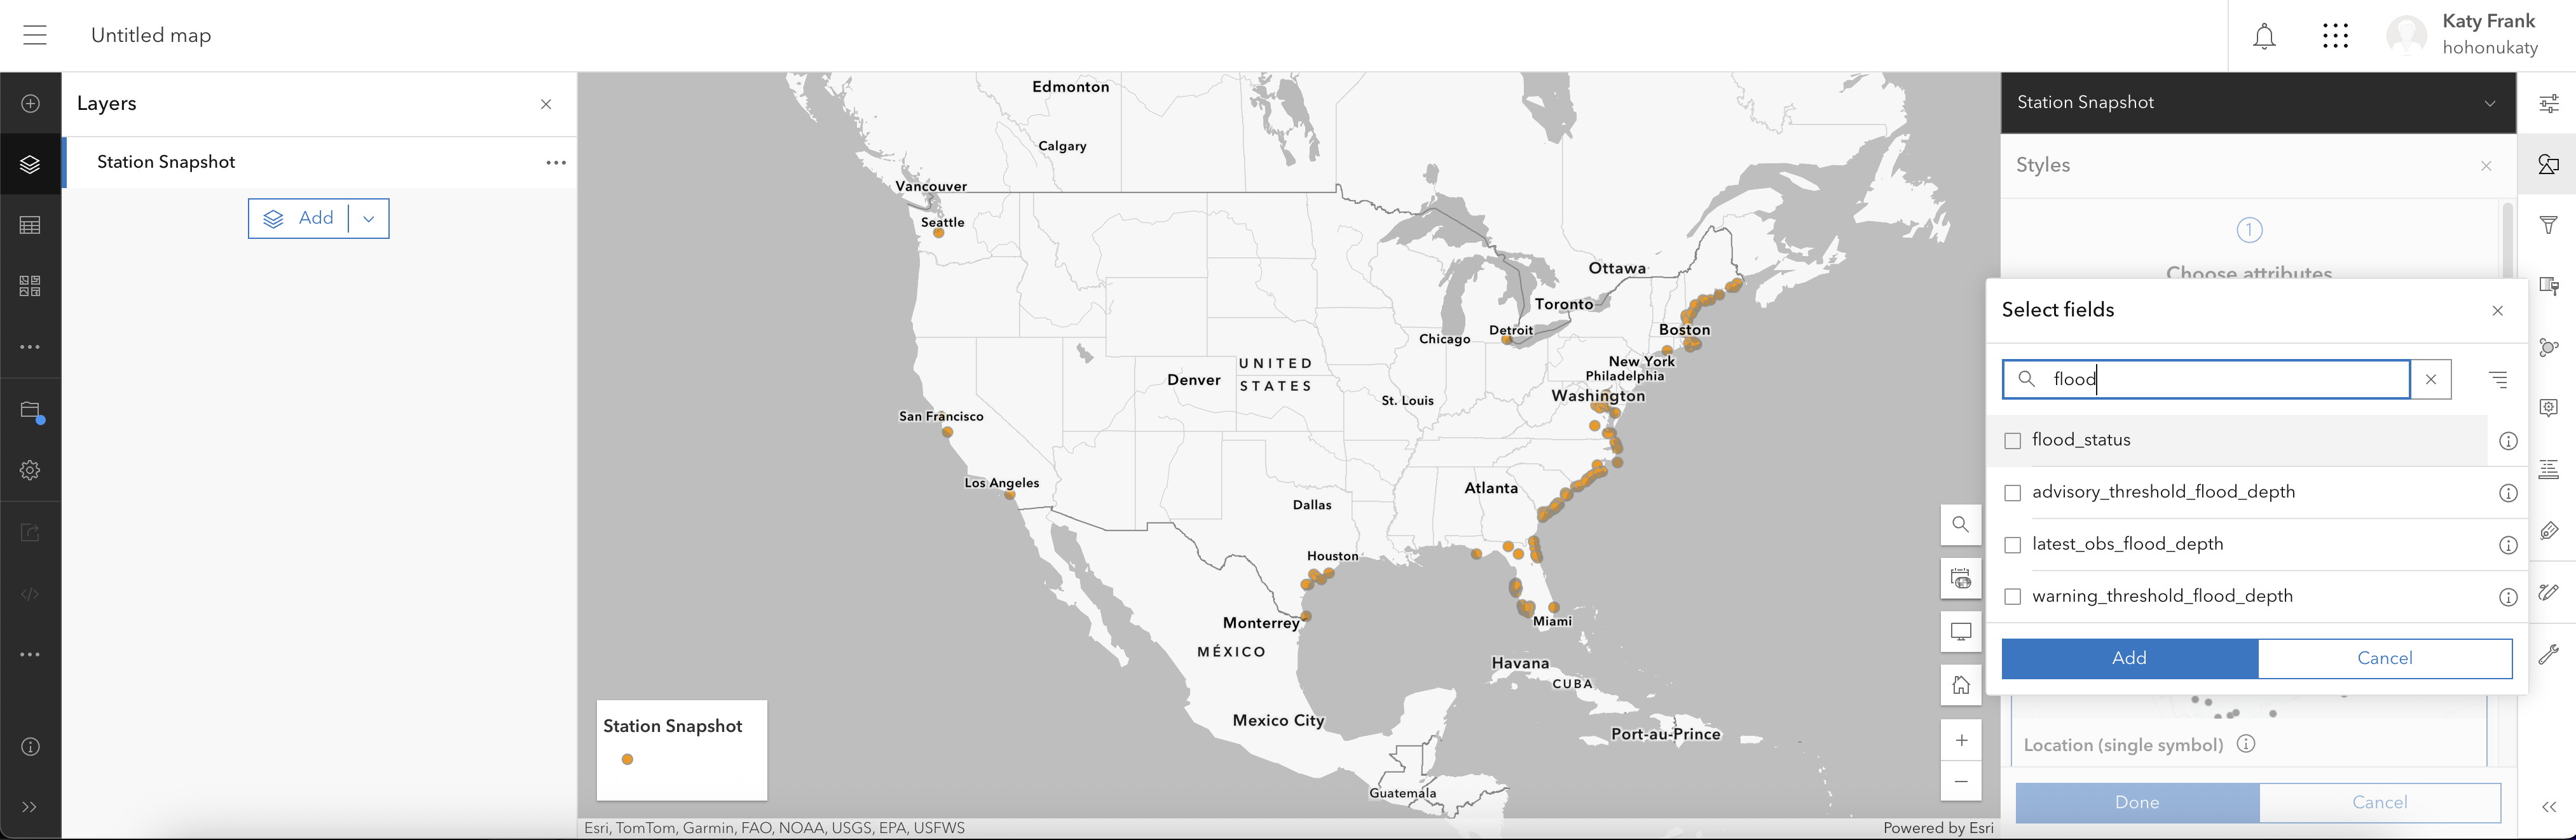 Untitled map
Katy Frank
hohonukaty
Layers
Station Snapshot
Add
Edmonton
Calgary
Vancouver
Seattle
Ottawa
Toronto
Boston
Detroit
Chicago
New York
Philadelphia
UNITED
STATES
Denver
Washington
St. Louis
San Francisco
Los Angeles
Atlanta
Dallas
Houston
Monterrey
Miami
MÉXICO
Havana
CUBA
Mexico City
Port-au-Prince
Guatemala
Station Snapshot
Esri, TomTom, Garmin, FAO, NOAA, USGS, EPA, USFWS
Powered by Esri
Station Snapshot
Styles
1
Choose attributes
Select fields
flood
flood_status
advisory_threshold_flood_depth
latest_obs_flood_depth
warning_threshold_flood_depth
Add
Cancel
Location (single symbol)
Done
Cancel